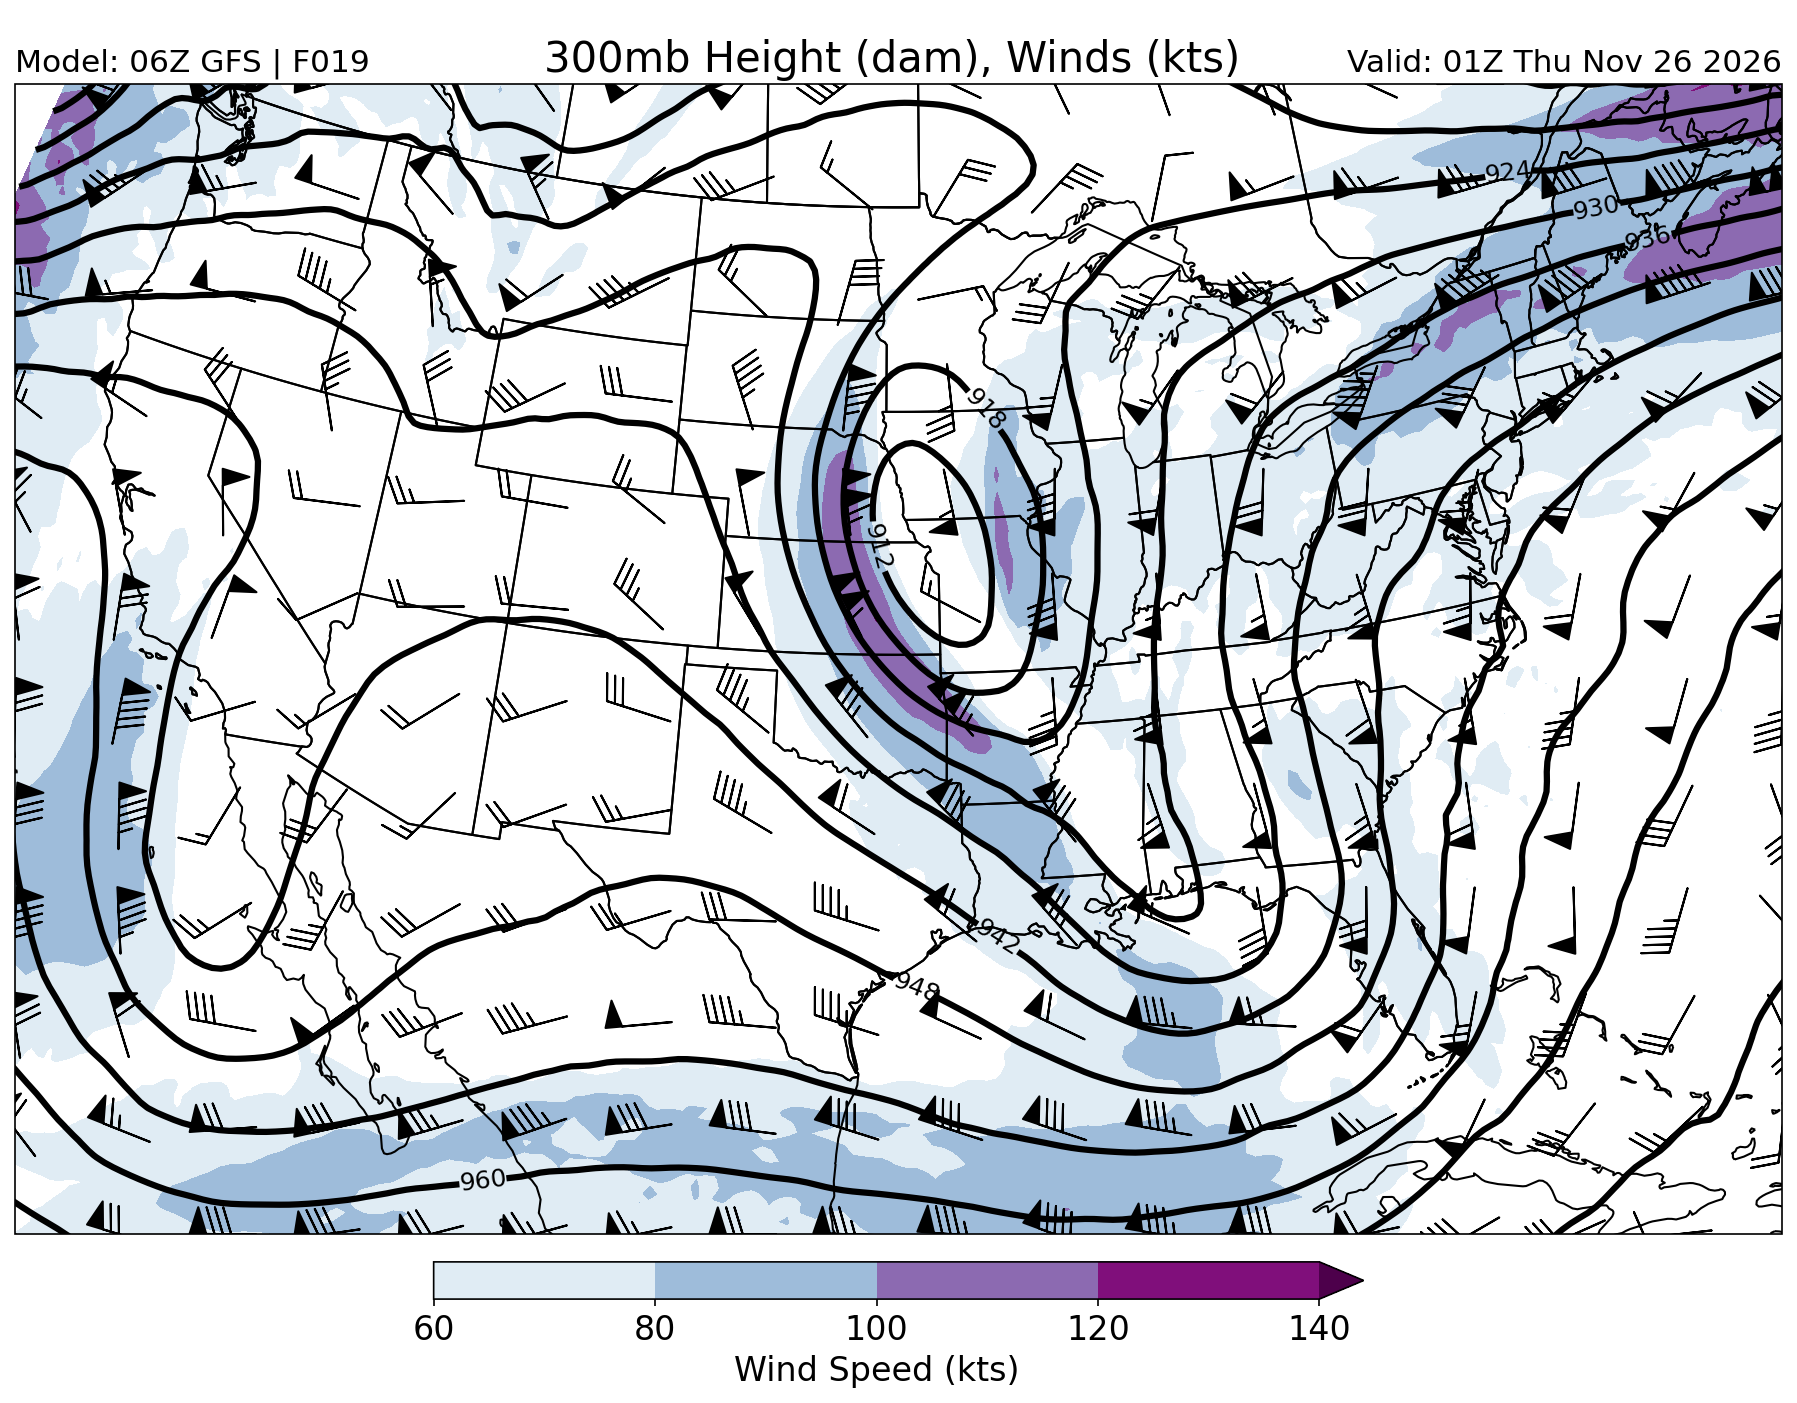 Model: 06Z GFS | F019
300mb Height (dam), Winds (kts)
Valid: 01Z Thu Nov 26 2026
924
930
936
918
912
942
948
960
60 80 100 120 140
Wind Speed (kts)